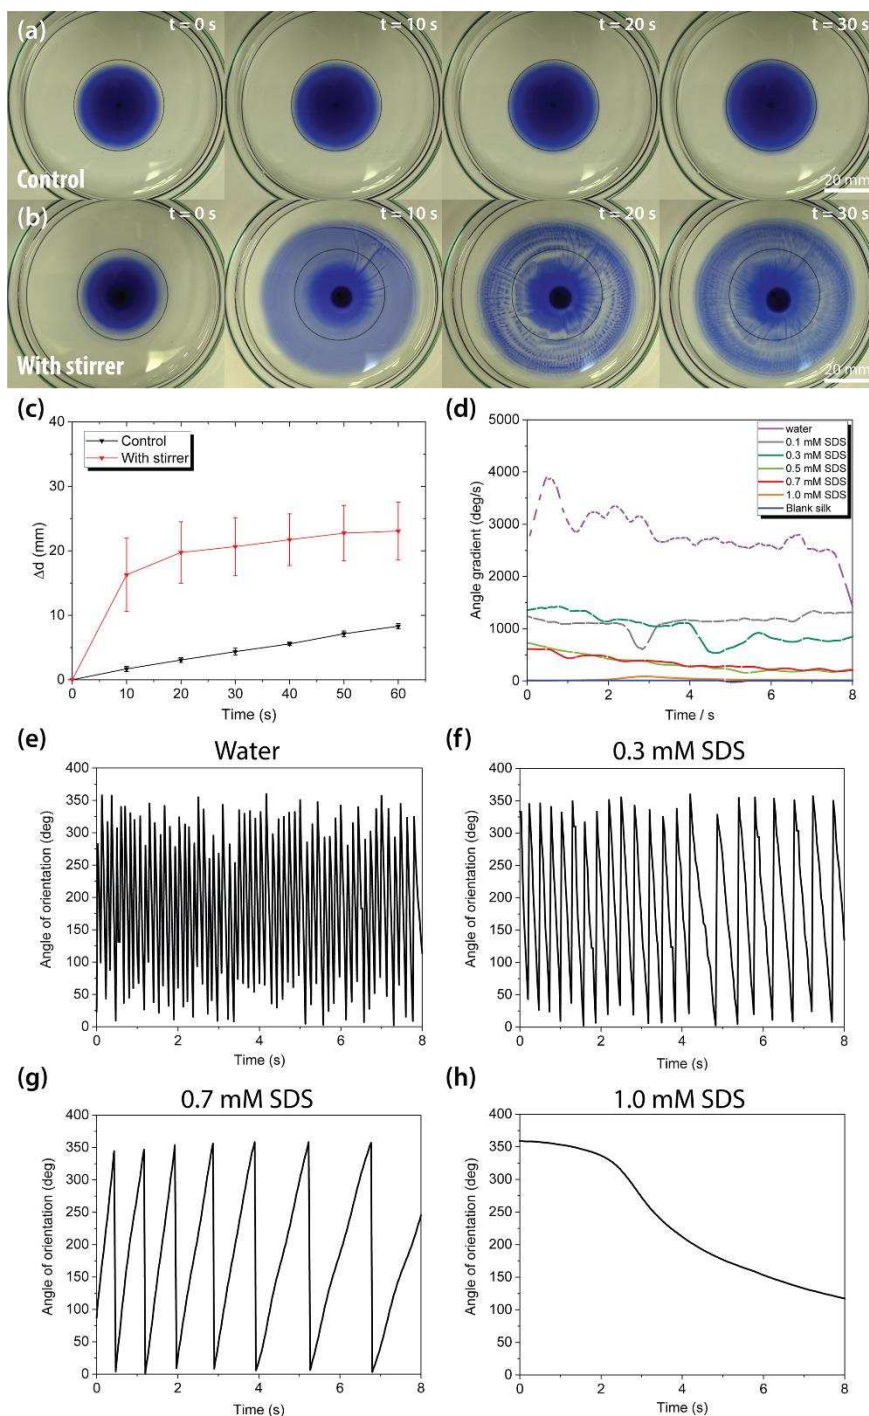 (a) t = 0 s t = 10 s t = 20 s t = 30 s
Control 20 mm
(b) t = 0 s t = 10 s t = 20 s t = 30 s
With stirrer 20 mm
(c)
40
30
20
10
0
Δd (mm)
Control
With stirrer
0 10 20 30 40 50 60
Time (s)
(d)
5000
4000
3000
2000
1000
0
Angle gradient (deg/s)
water
0.1 mM SDS
0.3 mM SDS
0.5 mM SDS
0.7 mM SDS
1.0 mM SDS
Blank silk
0 2 4 6 8
Time / s
(e) Water
400
350
300
250
200
150
100
50
0
Angle of orientation (deg)
0 2 4 6 8
Time (s)
(f) 0.3 mM SDS
400
350
300
250
200
150
100
50
0
Angle of orientation (deg)
0 2 4 6 8
Time (s)
(g) 0.7 mM SDS
400
350
300
250
200
150
100
50
0
Angle of orientation (deg)
0 2 4 6 8
Time (s)
(h) 1.0 mM SDS
400
350
300
250
200
150
100
50
0
Angle of orientation (deg)
0 2 4 6 8
Time (s)